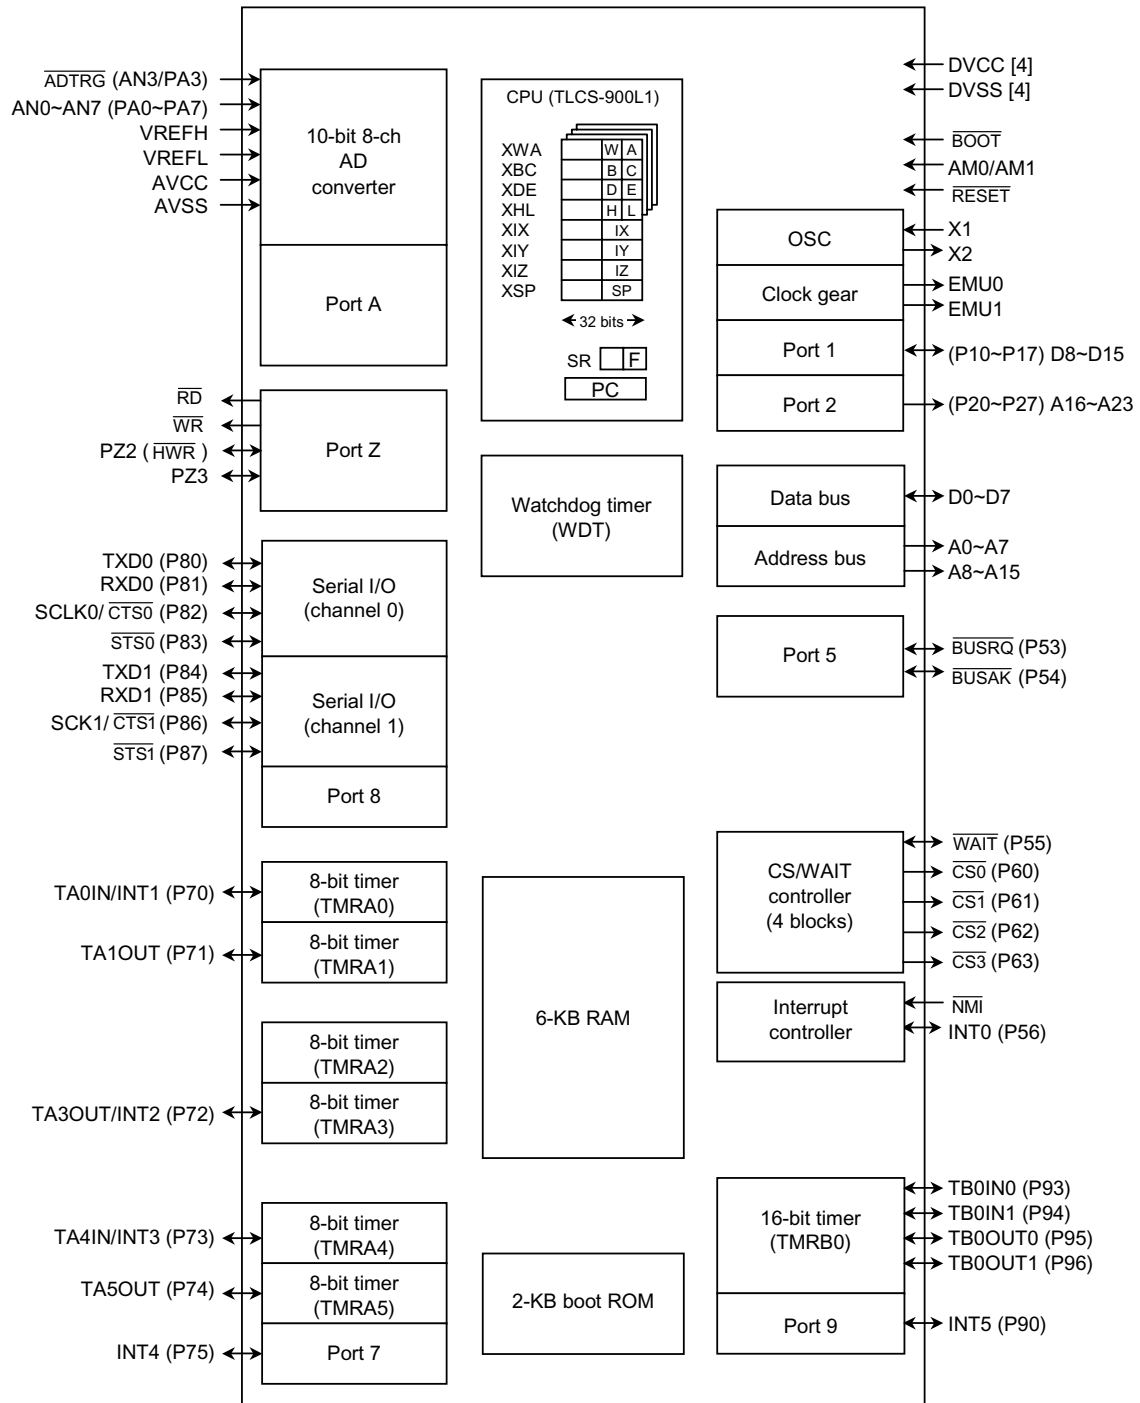 ADTRG (AN3/PA3)
AN0~AN7 (PA0~PA7)
VREFH
VREFL
AVCC
AVSS
10-bit 8-ch
AD
converter
Port A
RD
WR
PZ2 ( HWR )
PZ3
Port Z
TXD0 (P80)
RXD0 (P81)
SCLK0/ CTS0 (P82)
STS0 (P83)
Serial I/O
(channel 0)
TXD1 (P84)
RXD1 (P85)
SCK1/ CTS1 (P86)
STS1 (P87)
Serial I/O
(channel 1)
Port 8
TA0IN/INT1 (P70)
8-bit timer
(TMRA0)
TA1OUT (P71)
8-bit timer
(TMRA1)
8-bit timer
(TMRA2)
TA3OUT/INT2 (P72)
8-bit timer
(TMRA3)
TA4IN/INT3 (P73)
8-bit timer
(TMRA4)
TA5OUT (P74)
8-bit timer
(TMRA5)
INT4 (P75)
Port 7
CPU (TLCS-900L1)
XWA W A
XBC B C
XDE D E
XHL H L
XIX IX
XIY IY
XIZ IZ
XSP SP
32 bits
SR F
PC
Watchdog timer
(WDT)
6-KB RAM
2-KB boot ROM
DVCC [4]
DVSS [4]
BOOT
AM0/AM1
RESET
OSC
X1
X2
Clock gear
EMU0
EMU1
Port 1
(P10~P17) D8~D15
Port 2
(P20~P27) A16~A23
Data bus
D0~D7
Address bus
A0~A7
A8~A15
Port 5
BUSRQ (P53)
BUSAK (P54)
CS/WAIT
controller
(4 blocks)
WAIT (P55)
CS0 (P60)
CS1 (P61)
CS2 (P62)
CS3 (P63)
Interrupt
controller
NMI
INT0 (P56)
16-bit timer
(TMRB0)
TB0IN0 (P93)
TB0IN1 (P94)
TB0OUT0 (P95)
TB0OUT1 (P96)
Port 9
INT5 (P90)